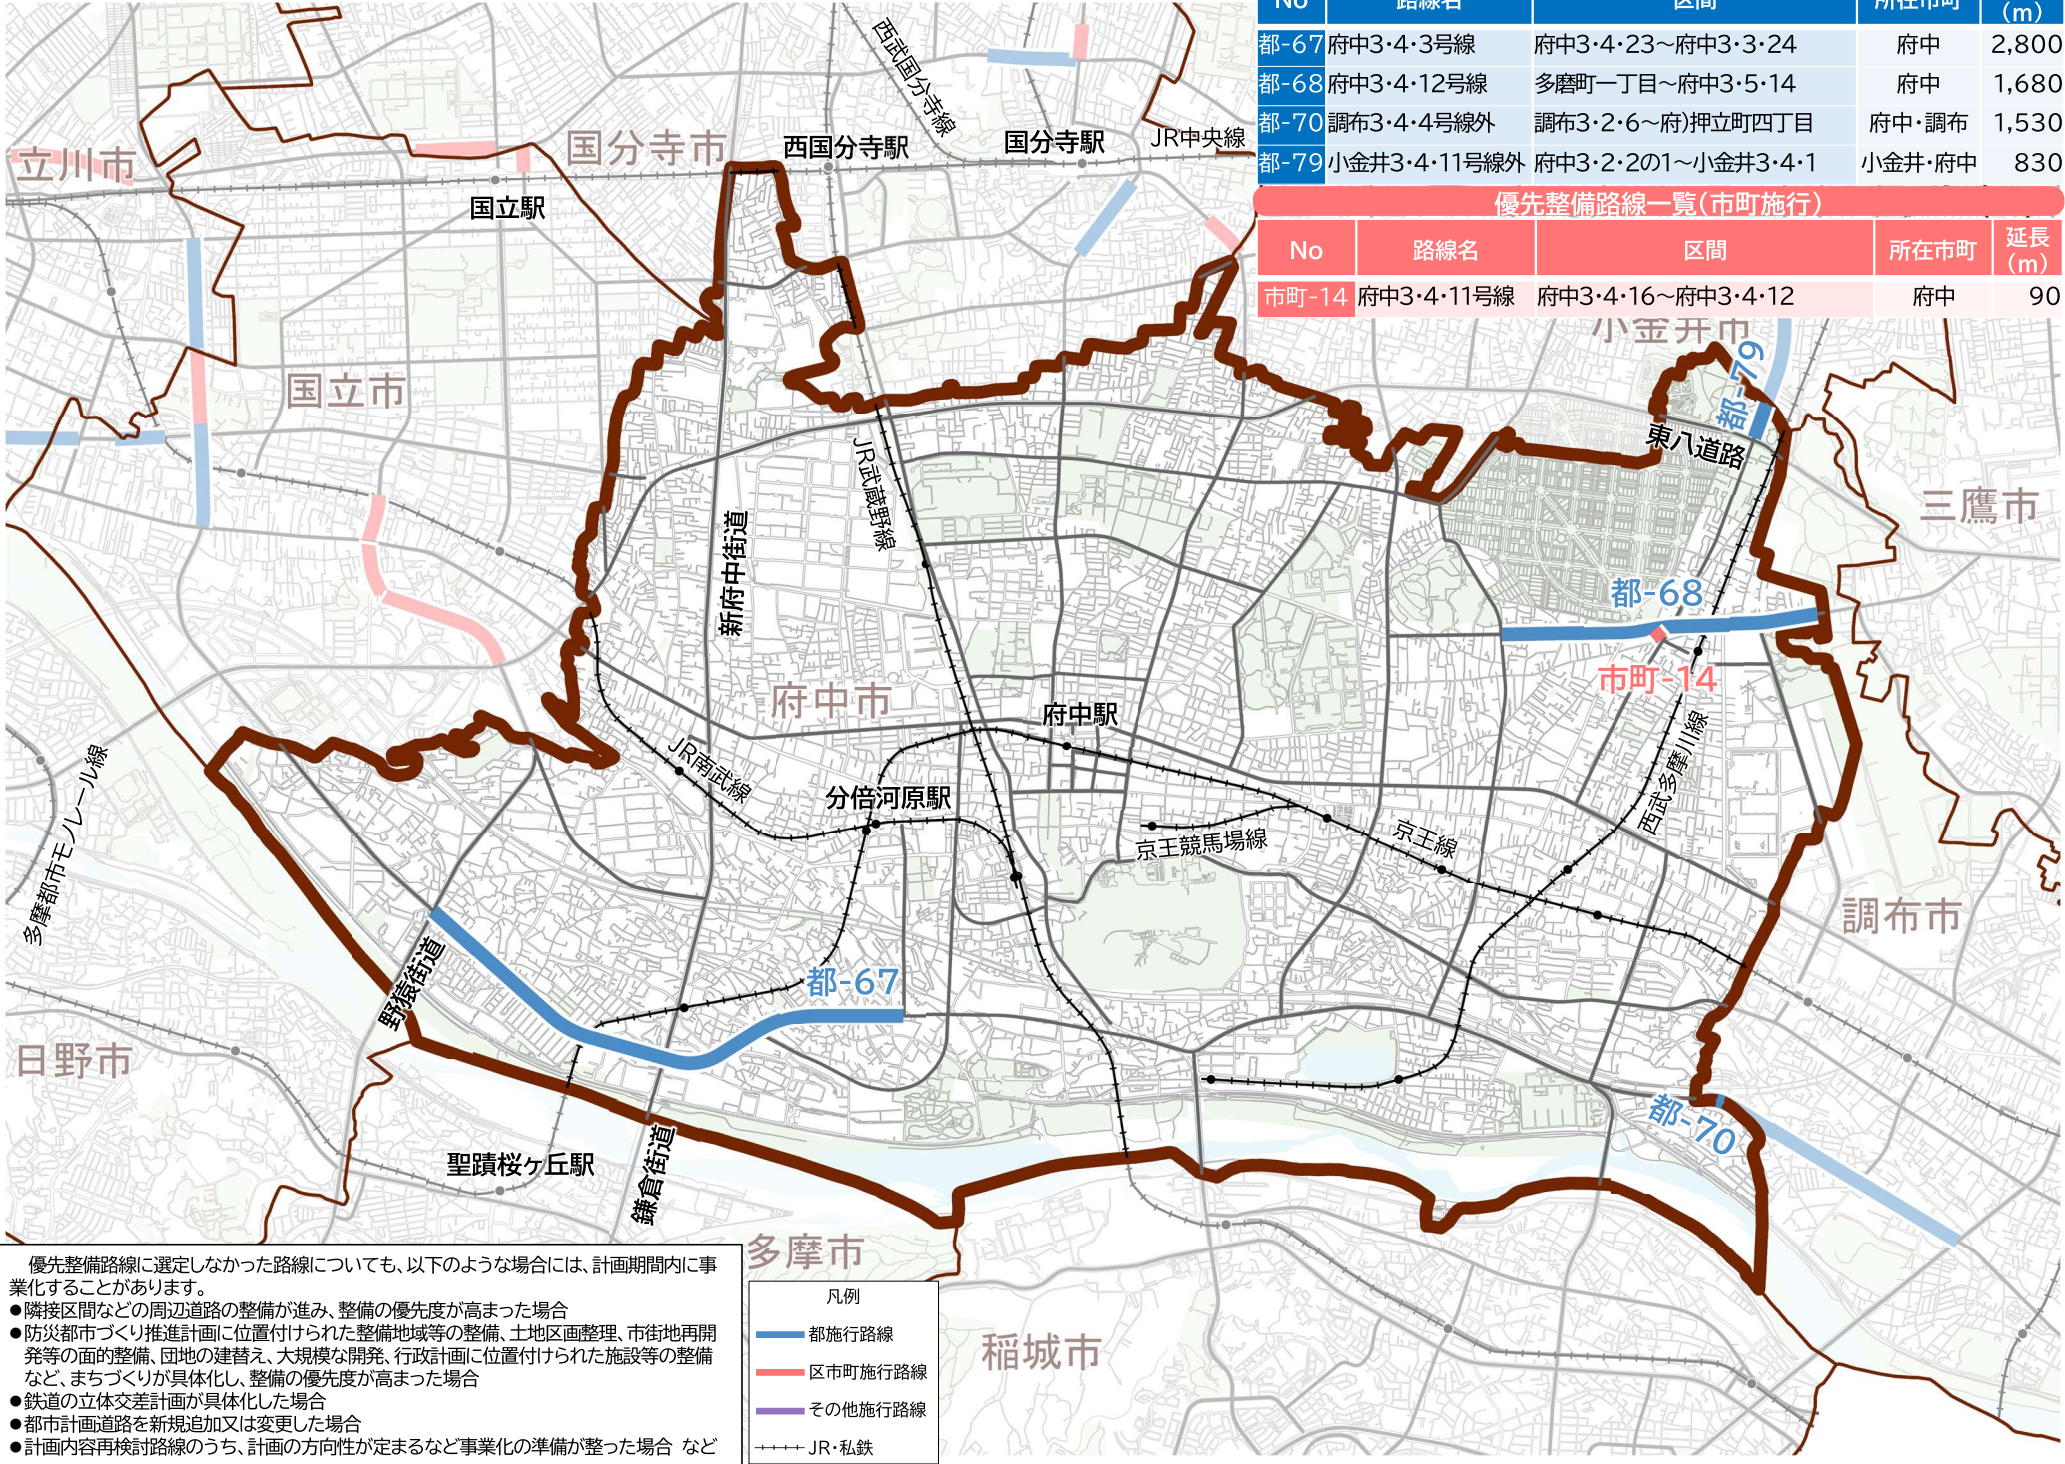 No 路線名 区間 所在市町 (m)
都-67 府中3・4・3号線 府中3・4・23～府中3・3・24 府中 2,800
都-68 府中3・4・12号線 多磨町一丁目～府中3・5・14 府中 1,680
都-70 調布3・4・4号線外 調布3・2・6～府)押立町四丁目 府中・調布 1,530
都-79 小金井3・4・11号線外 府中3・2・2の1～小金井3・4・1 小金井・府中 830
優先整備路線一覧(市町施行)
No 路線名 区間 所在市町 延長(m)
市町-14 府中3・4・11号線 府中3・4・16～府中3・4・12 府中 90
西武国分寺線
立川市
国分寺市
西国分寺駅
国分寺駅
JR中央線
国立駅
小金井市
都-79
国立市
東八道路
JR武蔵野線
三鷹市
新府中街道
都-68
市町-14
府中市
府中駅
JR南武線
西武多摩川線
多摩都市モノレール線
分倍河原駅
京王競馬場線
京王線
調布市
野猿街道
都-67
日野市
都-70
聖蹟桜ヶ丘駅
鎌倉街道
多摩市
稲城市
優先整備路線に選定しなかった路線についても、以下のような場合には、計画期間内に事
業化することがあります。
●隣接区間などの周辺道路の整備が進み、整備の優先度が高まった場合
●防災都市づくり推進計画に位置付けられた整備地域等の整備、土地区画整理、市街地再開
発等の面的整備、団地の建替え、大規模な開発、行政計画に位置付けられた施設等の整備
など、まちづくりが具体化し、整備の優先度が高まった場合
●鉄道の立体交差計画が具体化した場合
●都市計画道路を新規追加又は変更した場合
●計画内容再検討路線のうち、計画の方向性が定まるなど事業化の準備が整った場合 など
凡例
都施行路線
区市町施行路線
その他施行路線
JR・私鉄